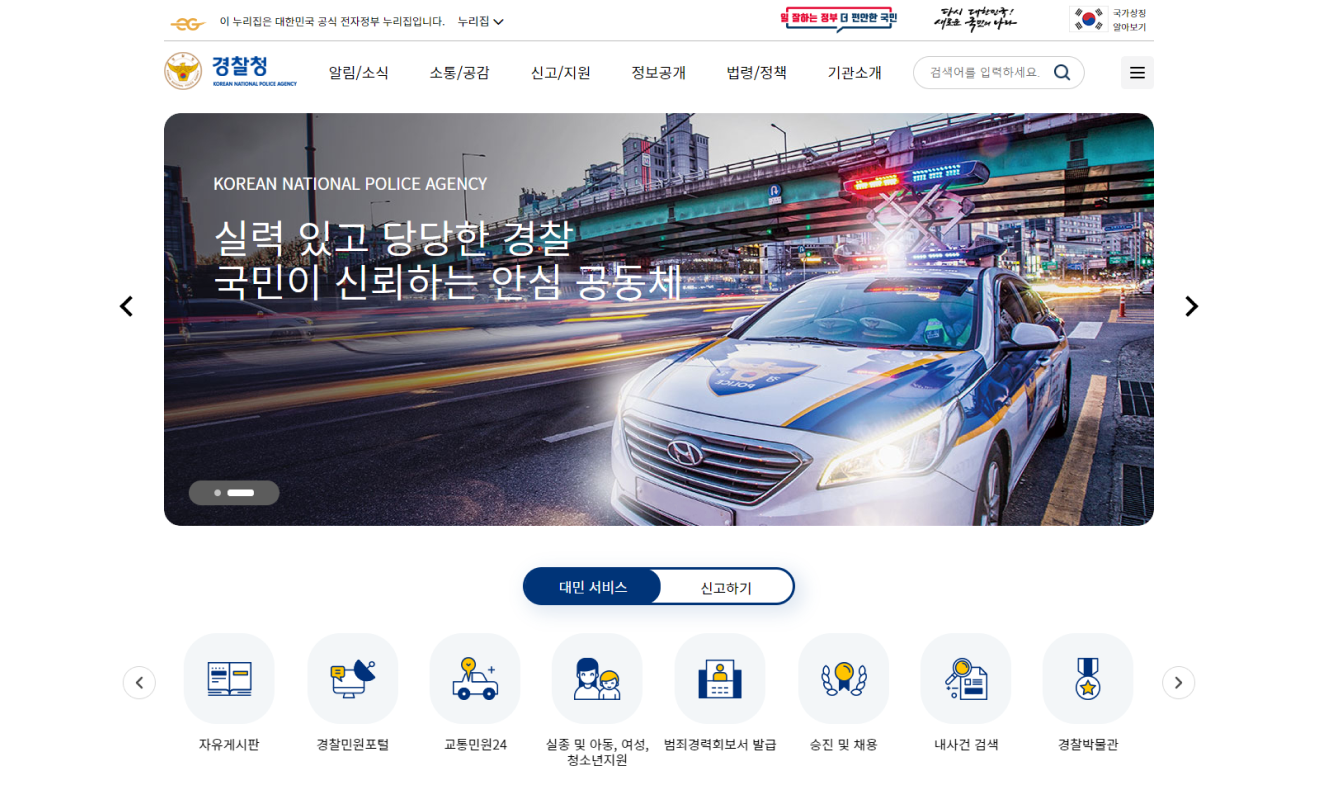 이 누리집은 대한민국 공식 전자정부 누리집입니다. 누리집
일 잘하는 정부 더 편안한 국민
다시 대한민국!
새로운 국민의 나라
국가상징
알아보기
경찰청
KOREAN NATIONAL POLICE AGENCY
알림/소식 소통/공감 신고/지원 정보공개 법령/정책 기관소개
검색어를 입력하세요.
KOREAN NATIONAL POLICE AGENCY
실력 있고 당당한 경찰
국민이 신뢰하는 안심 공동체
POLICE
대민 서비스 신고하기
자유게시판 경찰민원포털 교통민원24 실종 및 아동, 여성, 범죄경력회보서 발급 승진 및 채용 내사건 검색 경찰박물관
청소년지원